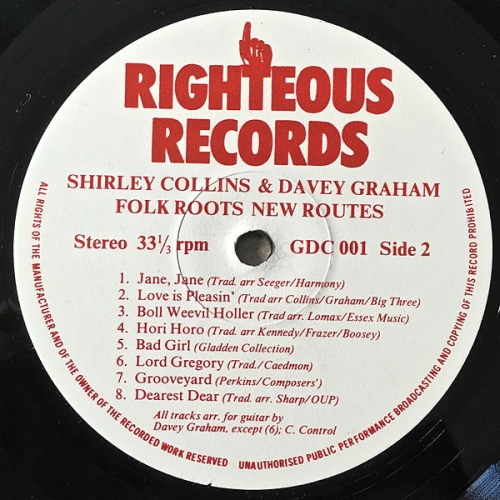 RIGHTEOUS
RECORDS
SHIRLEY COLLINS & DAVEY GRAHAM
FOLK ROOTS NEW ROUTES
Stereo 33⅓ rpm GDC 001 Side 2
1. Jane, Jane (Trad. arr Seeger/Harmony)
2. Love is Pleasin' (Trad arr Collins/Graham/Big Three)
3. Boll Weevil Holler (Trad arr. Lomax/Essex Music)
4. Hori Horo (Trad arr. Kennedy/Frazer/Boosey)
5. Bad Girl (Gladden Collection)
6. Lord Gregory (Trad./Caedmon)
7. Grooveyard (Perkins/Composers')
8. Dearest Dear (Trad. arr. Sharp/OUP)
All tracks arr. for guitar by
Davey Graham, except (6); C. Control
ALL RIGHTS OF THE MANUFACTURER AND OF THE OWNER OF THE RECORDED WORK RESERVED UNAUTHORISED PUBLIC PERFORMANCE BROADCASTING AND COPYING OF THIS RECORD PROHIBITED